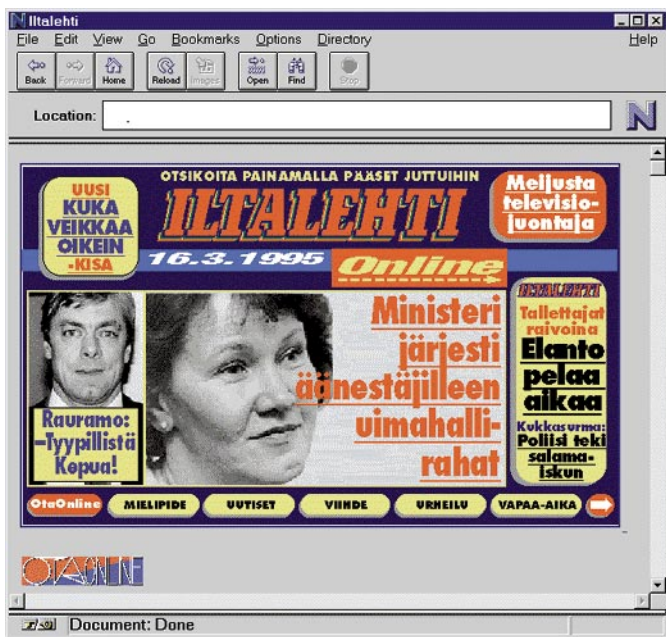 Iltalehti
File Edit View Go Bookmarks Options Directory Help
Back Forward Home Reload Images Open Find Stop
Location:
N
OTSIKOITA PAINAMALLA PÄÄSET JUTTUIHIN
UUSI
KUKA
VEIKKAA
OIKEIN
-KISA
ILTALEHTI
Meijusta
televisio-
juontaja
16.3.1995
Online
Rauramo:
-Tyypillistä
Kepua!
Ministeri
järjesti
äänestäjilleen
uimahalli-
rahat
ILTALEHTI
Tallettajat
raivoina
Elanto
pelaa
aikaa
Kukkasurma:
Poliisi teki
salama-
iskun
OtaOnline MIELIPIDE UUTISET VIIHDE URHEILU VAPAA-AIKA
OTAONLINE
Document: Done